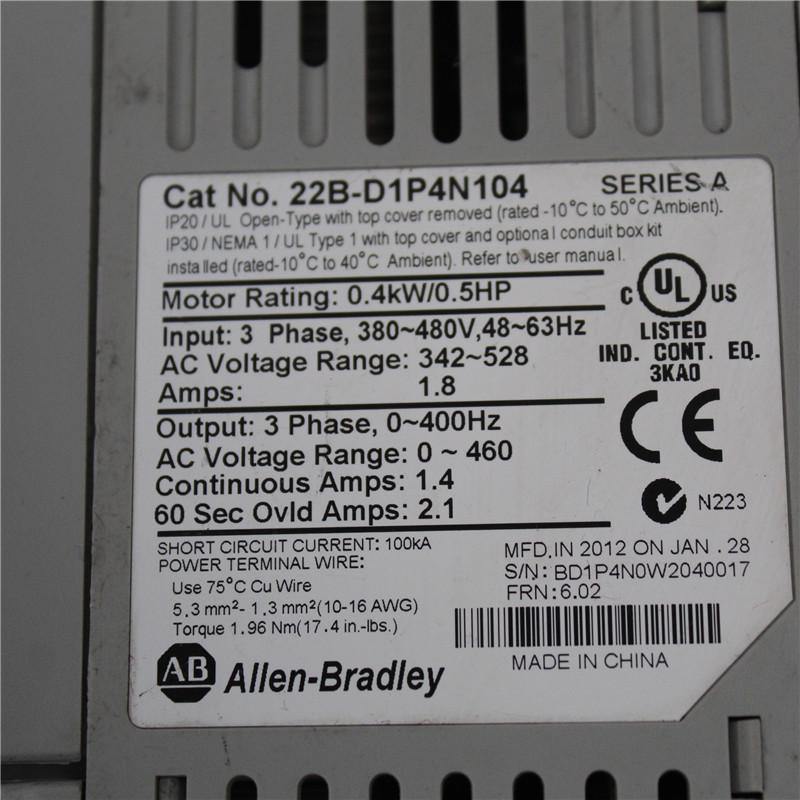 Cat No. 22B-D1P4N104 SERIES A
IP20 / UL Open-Type with top cover removed (rated -10°C to 50°C Ambient).
IP30 / NEMA 1 / UL Type 1 with top cover and optional conduit box kit
installed (rated-10°C to 40°C Ambient). Refer to user manual.
Motor Rating: 0.4kW/0.5HP
Input: 3 Phase, 380~480V,48~63Hz
AC Voltage Range: 342~528
Amps: 1.8
C UL US
LISTED
IND. CONT. EQ.
3KA0
CE
Output: 3 Phase, 0~400Hz
AC Voltage Range: 0 ~ 460
Continuous Amps: 1.4
60 Sec Ovld Amps: 2.1
N223
SHORT CIRCUIT CURRENT: 100kA
POWER TERMINAL WIRE:
Use 75°C Cu Wire
5.3 mm²- 1.3 mm²(10-16 AWG)
Torque 1.96 Nm(17.4 in.-lbs.)
MFD.IN 2012 ON JAN . 28
S/N: BD1P4N0W2040017
FRN: 6.02
MADE IN CHINA
AB Allen-Bradley